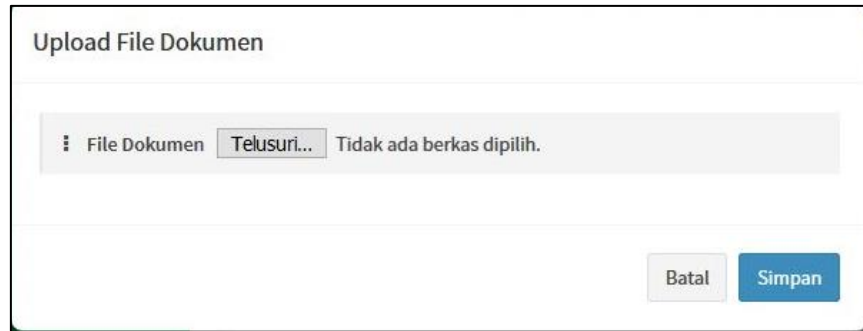 Upload File Dokumen
File Dokumen Telusuri... Tidak ada berkas dipilih.
Batal Simpan